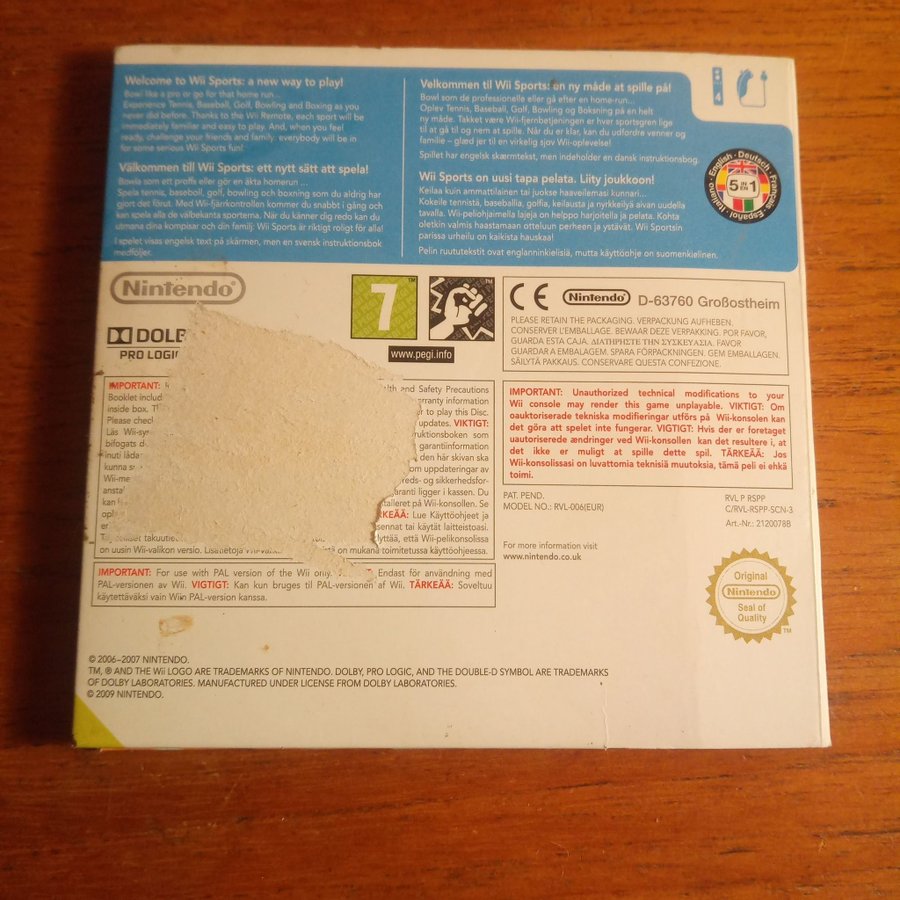 Welcome to Wii Sports: a new way to play!
Bowl like a pro or go for that home run...
Experience Tennis, Baseball, Golf, Bowling and Boxing as you
never did before. Thanks to the Wii Remote, each sport will be
immediately familiar and easy to play. And, when you feel
ready, challenge your friends and family. everybody will be in
for some serious Wii Sports fun!
Välkommen till Wii Sports: ett nytt sätt att spela!
Bowla som ett proffs eller gör en äkta homerun ...
Spela tennis, baseboll, golf, bowling och boxning som du aldrig har
gjort det förut. Med Wii-fjärrkontrollen kommer du snabbt i gång och
kan spela alla de välbekanta sporterna. När du känner dig redo kan du
utmana dina kompisar och din familj: Wii Sports är riktigt roligt för alla!
I spelet visas engelsk text på skärmen, men en svensk instruktionsbok
medföljer.
Velkommen til Wii Sports: en ny måde at spille på!
Bowl som de professionelle eller gå efter en home-run...
Oplev Tennis, Baseball, Golf, Bowling og Boksning på en helt
ny måde. Takket være Wii-fjernbetjeningen er hver sportsgren lige
til at gå til og nem at spille. Når du er klar, kan du udfordre venner og
familie – glæd jer til en virkelig sjov Wii-oplevelse!
Spillet har engelsk skærmtekst, men indeholder en dansk instruktionsbog.
Wii Sports on uusi tapa pelata. Liity joukkoon!
Keilaa kuin ammattilainen tai juokse haaveilemasi kunnari...
Kokeile tennistä, baseballia, golfia, keilausta ja nyrkkeilyä aivan uudella
tavalla. Wii-peliohjaimella lajeja on helppo harjoitella ja pelata. Kohta
oletkin valmis haastamaan otteluun perheen ja ystävät. Wii Sportsin
parissa urheilu on kaikista hauskaa!
Pelin ruututekstit ovat englanninkielisiä, mutta käyttöohje on suomenkielinen.
4
English · Deutsch · Français · Español · Italiano
5 IN EN 1
Nintendo
DOLB
PRO LOGIC
7
™
™
www.pegi.info
CE Nintendo D-63760 Großostheim
PLEASE RETAIN THE PACKAGING. VERPACKUNG AUFHEBEN.
CONSERVER L'EMBALLAGE. BEWAAR DEZE VERPAKKING. POR FAVOR,
GUARDA ESTA CAJA. ΔΙΑΤΗΡΗΣΤΕ ΤΗΝ ΣΥΣΚΕΥΑΣΙΑ. FAVOR
GUARDAR A EMBALAGEM. SPARA FÖRPACKNINGEN. GEM EMBALLAGEN.
SÄILYTÄ PAKKAUS. CONSERVARE QUESTA CONFEZIONE.
IMPORTANT: Health and Safety Precautions
Booklet includ warranty information
inside box. Th r to play this Disc.
Please check updates. VIKTIGT:
Läs Wii-sys ruktionsboken som
bifogats d garantiinformation
inuti låda den här skivan ska
kunna s om uppdateringar av
Wii-me reds- og sikkerhedsfor-
anstal aranti ligger i kassen. Du
kan talleret på Wii-konsollen. Se
opl KEÄÄ: Lue Käyttöohjeet ja
er sennat tai käytät laitteistoasi.
Tällaiset takuutie lyttää, että Wii-pelikonsolissa
on uusin Wii-valikon versio. Lisätietoja on mukana toimitetussa käyttöohjeessa.
IMPORTANT: For use with PAL version of the Wii only. Endast för användning med
PAL-versionen av Wii. VIGTIGT: Kan kun bruges til PAL-versionen af Wii. TÄRKEÄÄ: Soveltuu
käytettäväksi vain Wiin PAL-version kanssa.
IMPORTANT: Unauthorized technical modifications to your
Wii console may render this game unplayable. VIKTIGT: Om
oauktoriserade tekniska modifieringar utförs på Wii-konsolen kan
det göra att spelet inte fungerar. VIGTIGT: Hvis der er foretaget
uautoriserede ændringer ved Wii-konsollen kan det resultere i, at
det ikke er muligt at spille dette spil. TÄRKEÄÄ: Jos
Wii-konsolissasi on luvattomia teknisiä muutoksia, tämä peli ei ehkä
toimi.
PAT. PEND.
MODEL NO.: RVL-006(EUR)
RVL P RSPP
C/RVL-RSPP-SCN-3
Art.-Nr.: 2120078B
For more information visit
www.nintendo.co.uk
Original
Nintendo
Seal of
Quality
TM
© 2006–2007 NINTENDO.
TM, ® AND THE Wii LOGO ARE TRADEMARKS OF NINTENDO. DOLBY, PRO LOGIC, AND THE DOUBLE-D SYMBOL ARE TRADEMARKS
OF DOLBY LABORATORIES. MANUFACTURED UNDER LICENSE FROM DOLBY LABORATORIES.
© 2009 NINTENDO.